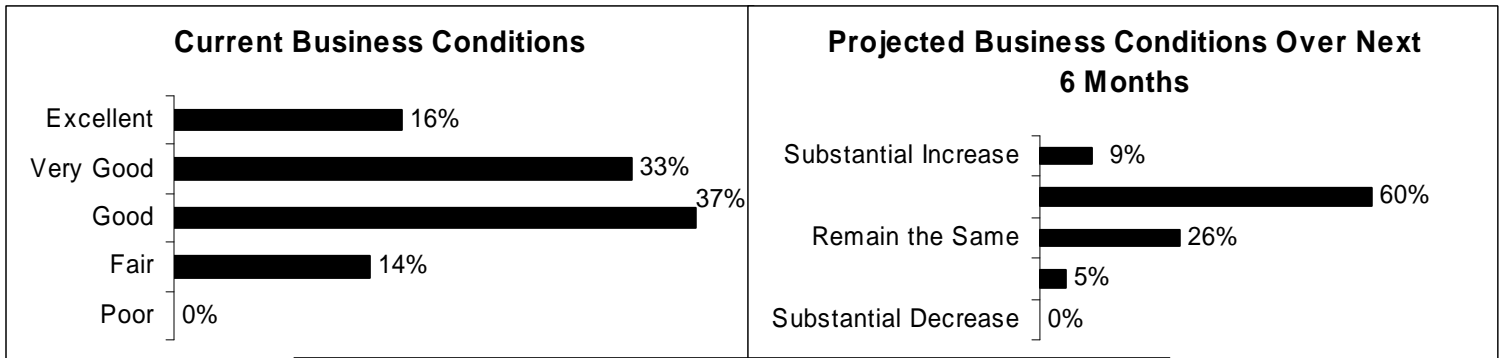 Current Business Conditions
Excellent 16%
Very Good 33%
Good 37%
Fair 14%
Poor 0%
Projected Business Conditions Over Next
6 Months
Substantial Increase 9%
60%
Remain the Same 26%
5%
Substantial Decrease 0%